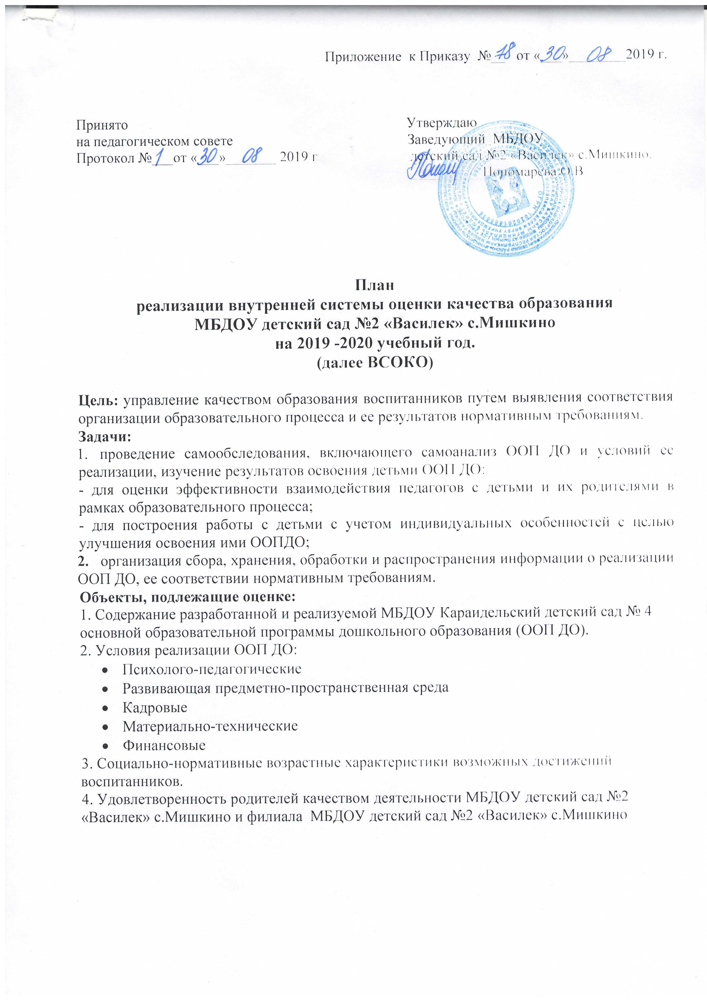 Приложение к Приказу № 18 от «30» 08 2019 г.
Принято
на педагогическом совете
Протокол № 1 от «30» 08 2019 г
Утверждаю
Заведующий МБДОУ
детский сад №2 «Василек» с.Мишкино.
Пономарева О.В
План
реализации внутренней системы оценки качества образования
МБДОУ детский сад №2 «Василек» с.Мишкино
на 2019 -2020 учебный год.
(далее ВСОКО)
Цель: управление качеством образования воспитанников путем выявления соответствия
организации образовательного процесса и ее результатов нормативным требованиям.
Задачи:
1. проведение самообследования, включающего самоанализ ООП ДО и условий ее
реализации, изучение результатов освоения детьми ООП ДО:
- для оценки эффективности взаимодействия педагогов с детьми и их родителями в
рамках образовательного процесса;
- для построения работы с детьми с учетом индивидуальных особенностей с целью
улучшения освоения ими ООПДО;
2. организация сбора, хранения, обработки и распространения информации о реализации
ООП ДО, ее соответствии нормативным требованиям.
Объекты, подлежащие оценке:
1. Содержание разработанной и реализуемой МБДОУ Караидельский детский сад № 4
основной образовательной программы дошкольного образования (ООП ДО).
2. Условия реализации ООП ДО:
• Психолого-педагогические
• Развивающая предметно-пространственная среда
• Кадровые
• Материально-технические
• Финансовые
3. Социально-нормативные возрастные характеристики возможных достижений
воспитанников.
4. Удовлетворенность родителей качеством деятельности МБДОУ детский сад №2
«Василек» с.Мишкино и филиала МБДОУ детский сад №2 «Василек» с.Мишкино